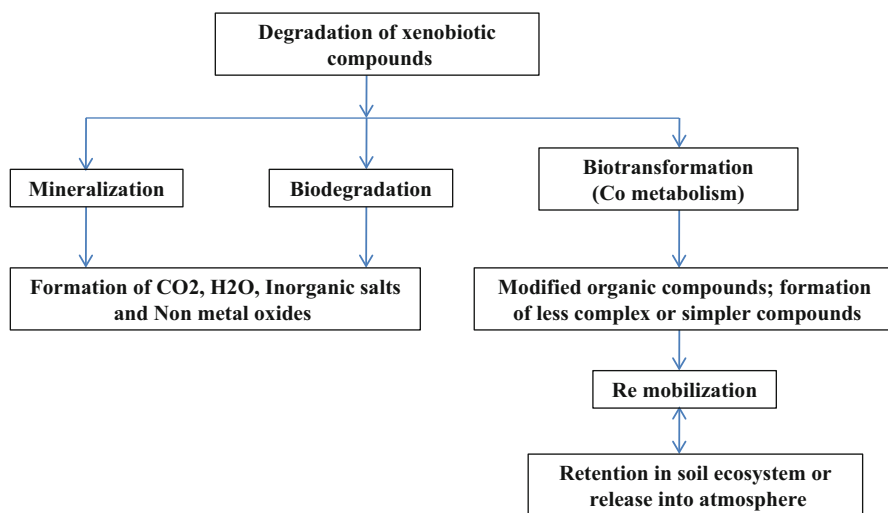 Degradation of xenobiotic
compounds
Mineralization
Biodegradation
Biotransformation
(Co metabolism)
Formation of CO2, H2O, Inorganic salts
and Non metal oxides
Modified organic compounds; formation
of less complex or simpler compounds
Re mobilization
Retention in soil ecosystem or
release into atmosphere